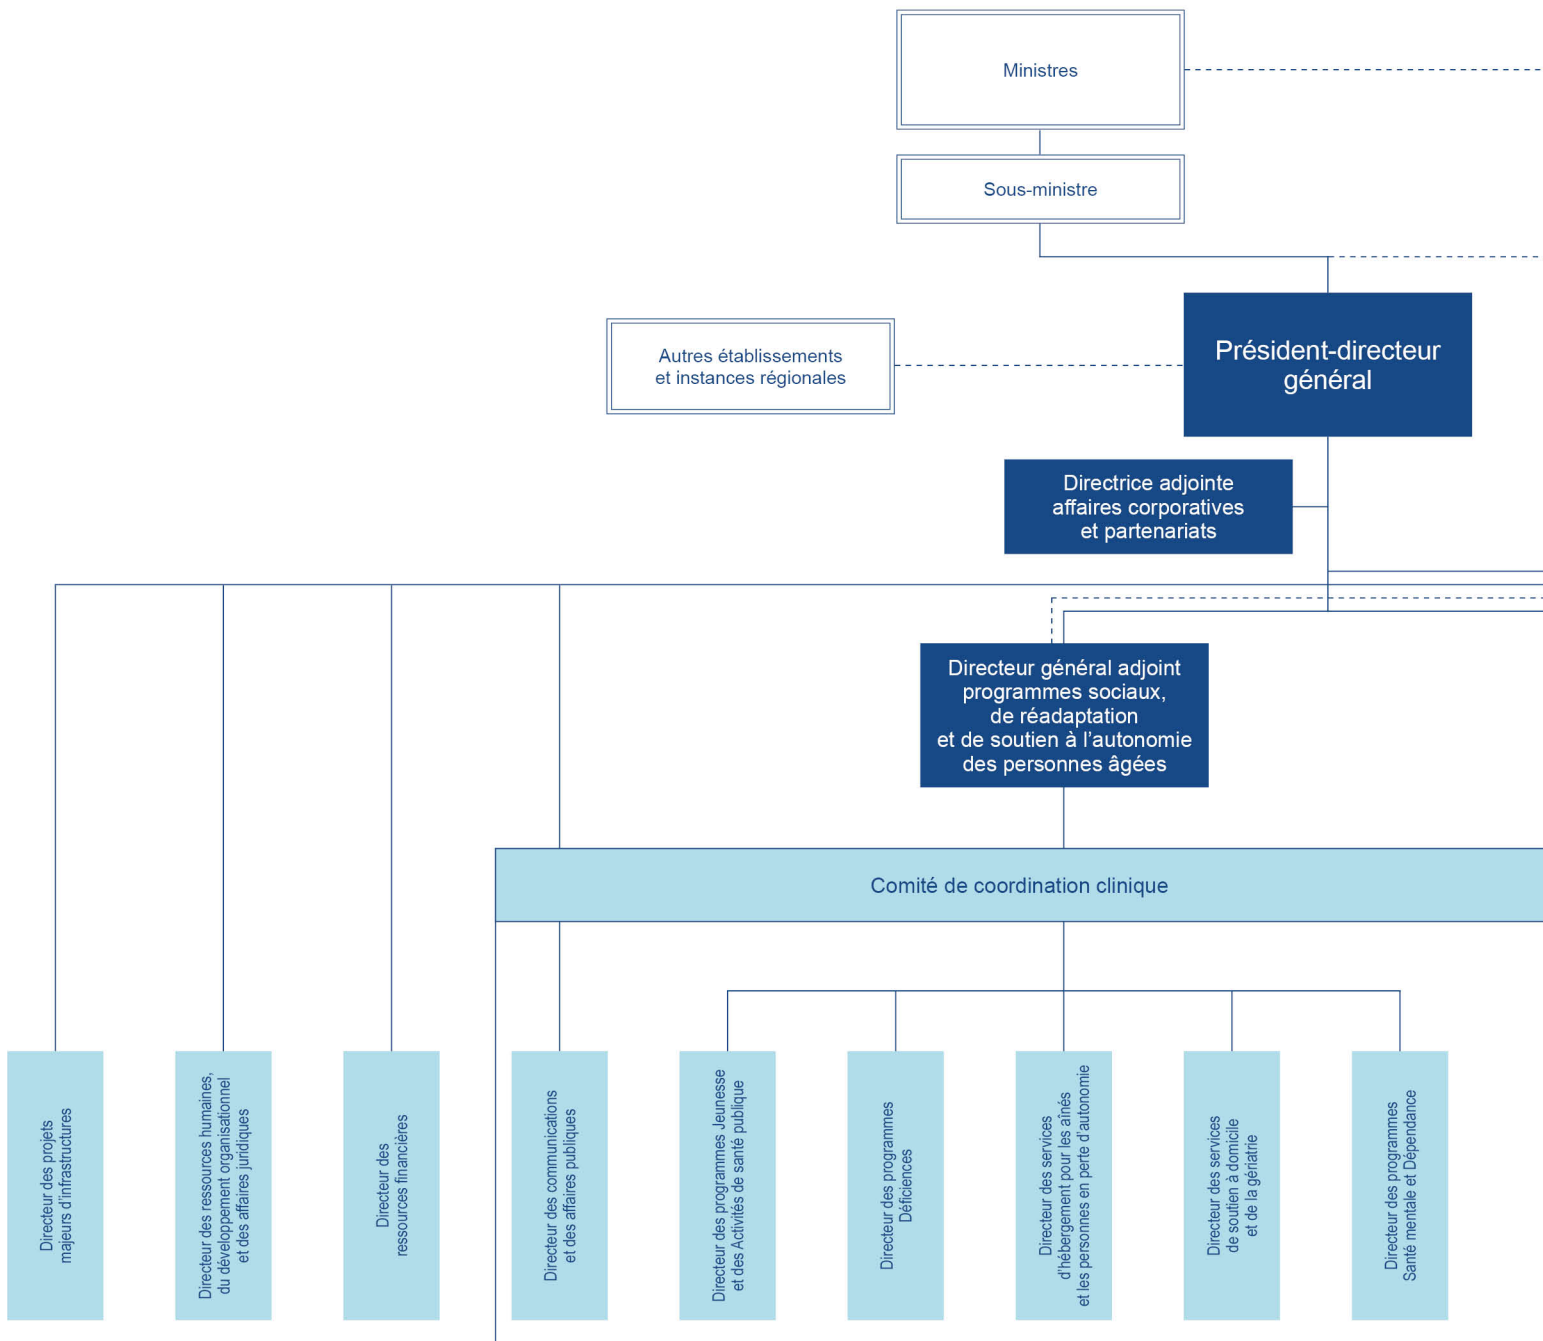 Ministres
Sous-ministre
Autres établissements
et instances régionales
Président-directeur
général
Directrice adjointe
affaires corporatives
et partenariats
Directeur général adjoint
programmes sociaux,
de réadaptation
et de soutien à l'autonomie
des personnes âgées
Comité de coordination clinique
Directeur des projets
majeurs d'infrastructures
Directeur des ressources humaines,
du développement organisationnel
et des affaires juridiques
Directeur des
ressources financières
Directeur des communications
et des affaires publiques
Directeur des programmes Jeunesse
et des Activités de santé publique
Directeur des programmes
Déficiences
Directeur des services
d'hébergement pour les aînés
et les personnes en perte d'autonomie
Directeur des services
de soutien à domicile
et de la gériatrie
Directeur des programmes
Santé mentale et Dépendance